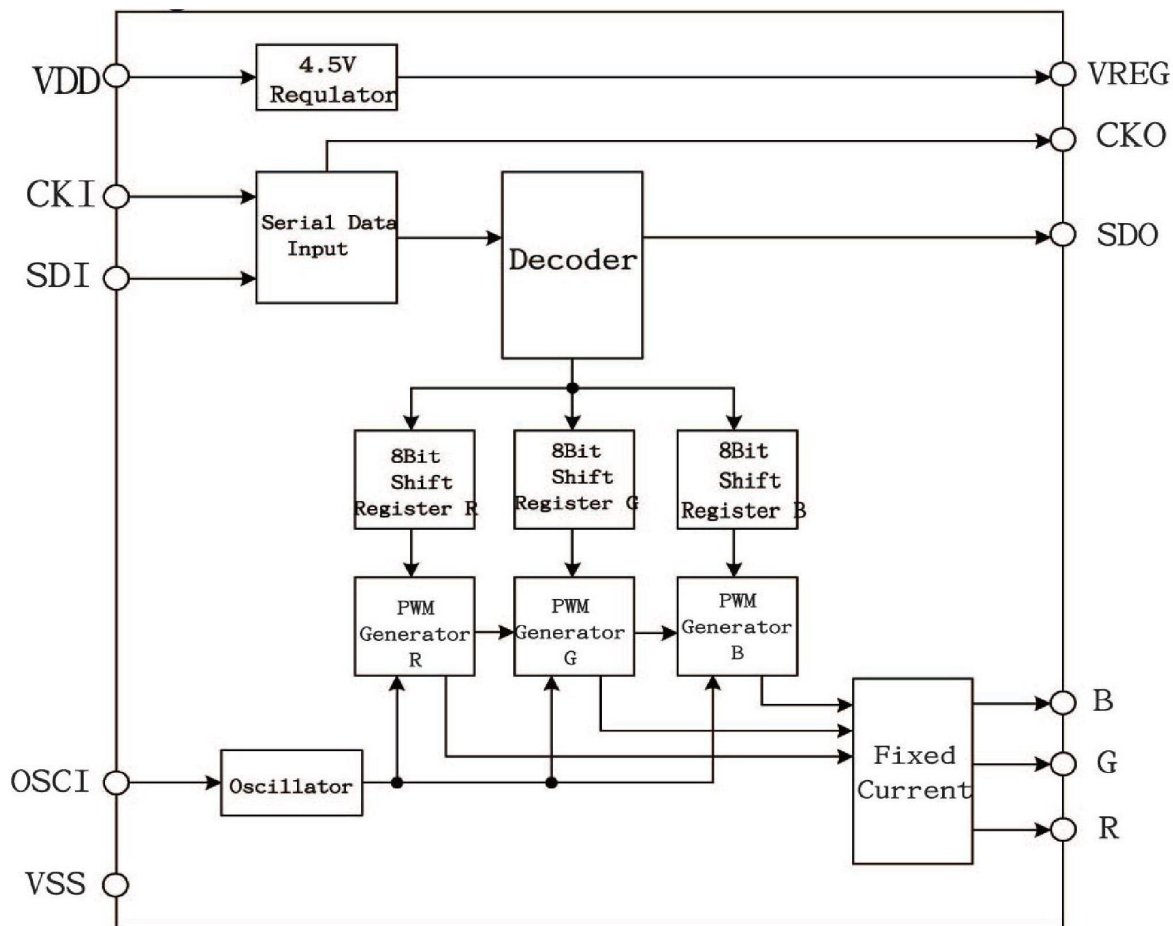 VDD
4.5V
Requlator
VREG
CKO
CKI
Serial Data
Input
Decoder
SDO
SDI
8Bit
Shift
Register R
8Bit
Shift
Register G
8Bit
Shift
Register B
PWM
Generator
R
PWM
Generator
G
PWM
Generator
B
Fixed
Current
B
G
R
OSCI
Oscillator
VSS